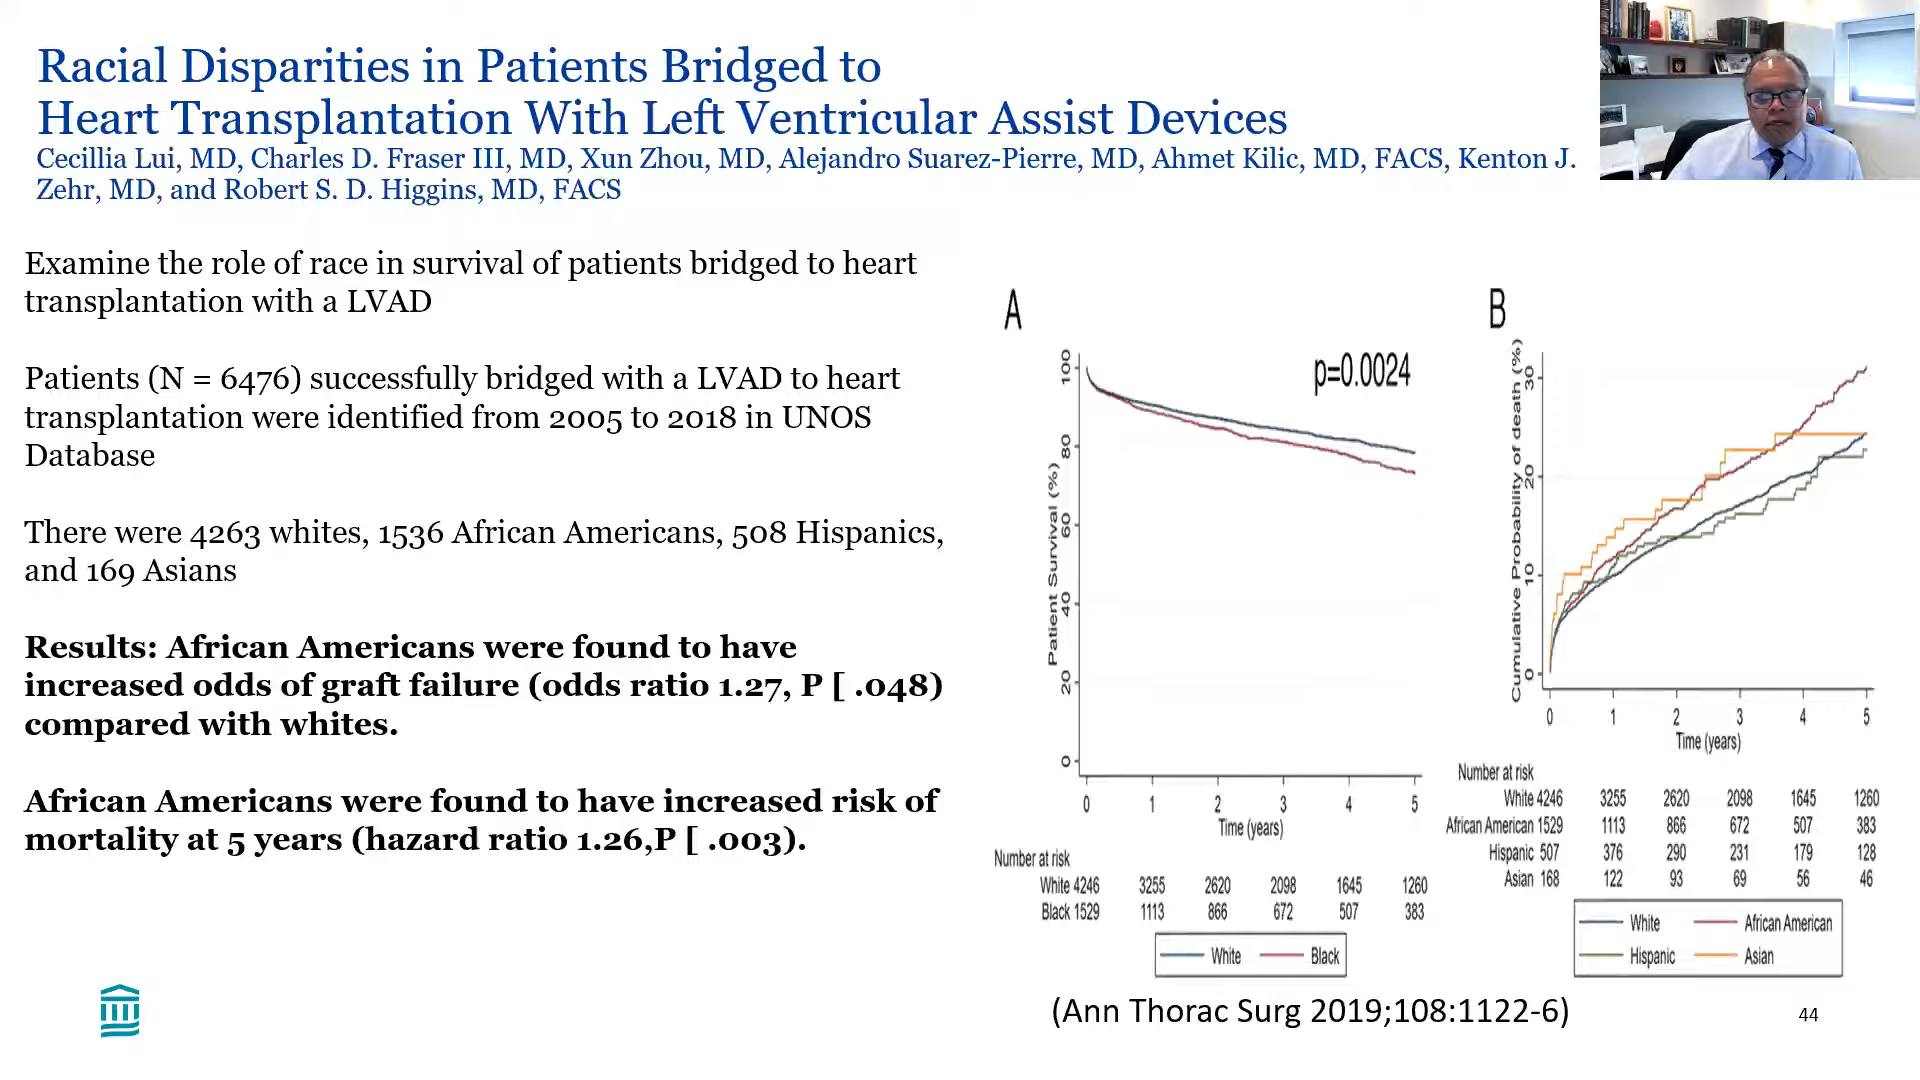 Racial Disparities in Patients Bridged to
Heart Transplantation With Left Ventricular Assist Devices
Cecillia Lui, MD, Charles D. Fraser III, MD, Xun Zhou, MD, Alejandro Suarez-Pierre, MD, Ahmet Kilic, MD, FACS, Kenton J.
Zehr, MD, and Robert S. D. Higgins, MD, FACS
Examine the role of race in survival of patients bridged to heart
transplantation with a LVAD
Patients (N = 6476) successfully bridged with a LVAD to heart
transplantation were identified from 2005 to 2018 in UNOS
Database
There were 4263 whites, 1536 African Americans, 508 Hispanics,
and 169 Asians
Results: African Americans were found to have
increased odds of graft failure (odds ratio 1.27, P [ .048)
compared with whites.
African Americans were found to have increased risk of
mortality at 5 years (hazard ratio 1.26,P [ .003).
A
p=0.0024
Patient Survival (%)
100
80
60
40
20
0
0 1 2 3 4 5
Time (years)
Number at risk
White 4246 3255 2620 2098 1645 1260
Black 1529 1113 866 672 507 383
White Black
B
Cumulative Probability of death (%)
30
20
10
0
0 1 2 3 4 5
Time (years)
Number at risk
White 4246 3255 2620 2098 1645 1260
African American 1529 1113 866 672 507 383
Hispanic 507 376 290 231 179 128
Asian 168 122 93 69 56 46
White African American
Hispanic Asian
(Ann Thorac Surg 2019;108:1122-6)
44